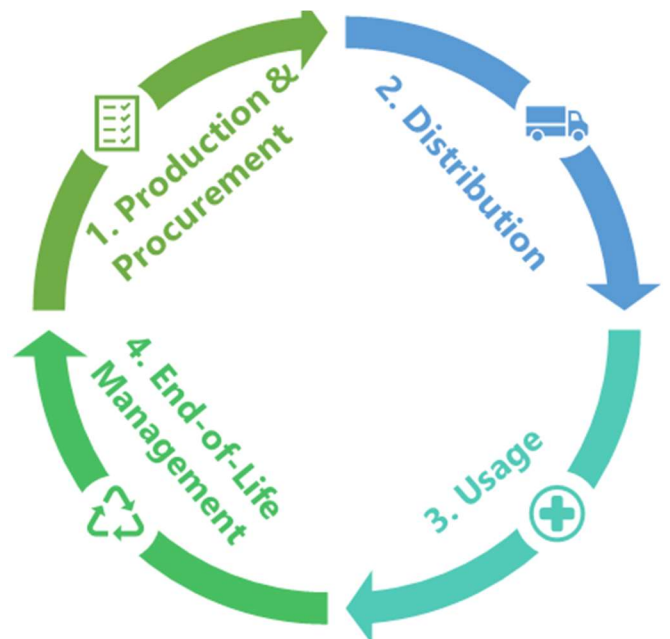 1. Production &
Procurement
2. Distribution
3. Usage
4. End-of-Life
Management